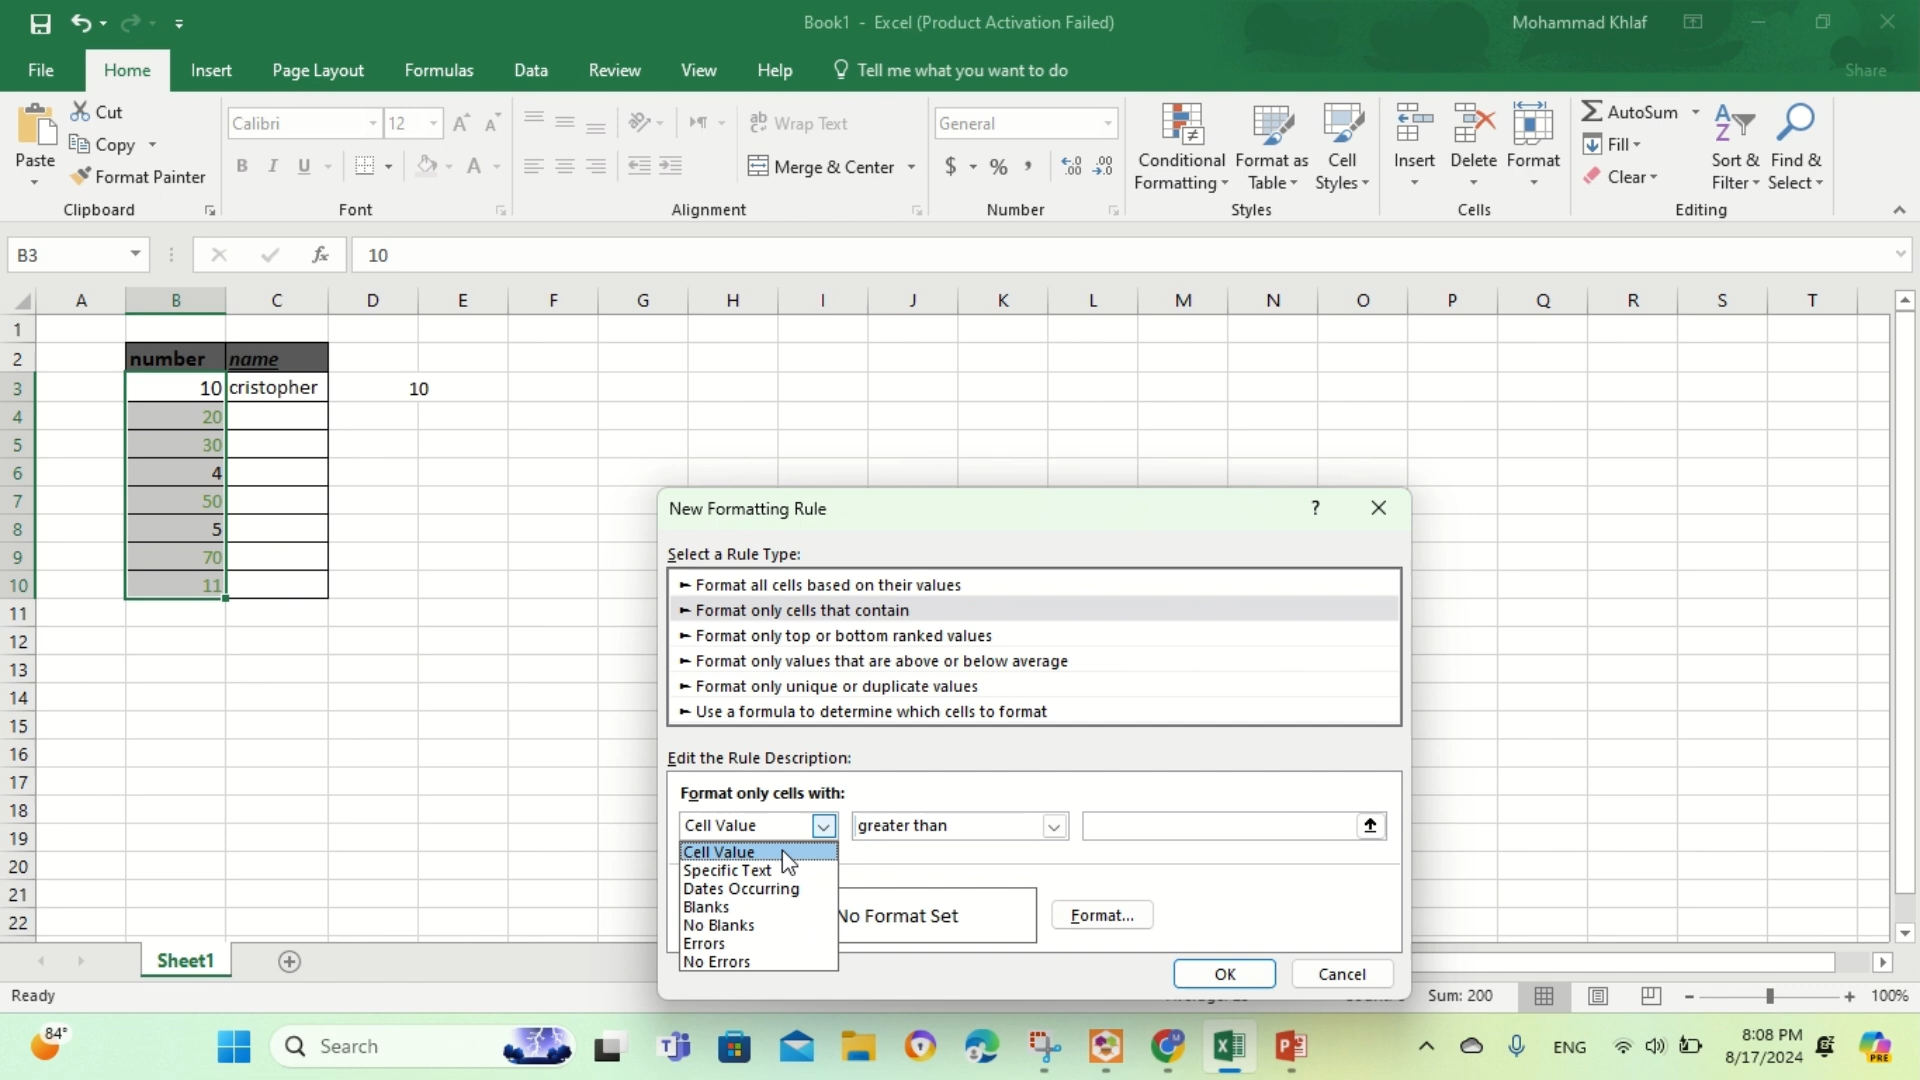 Book1 - Excel (Product Activation Failed)
Mohammad Khlaf
File Home Insert Page Layout Formulas Data Review View Help Tell me what you want to do Share
Paste
Cut
Copy
Format Painter
Clipboard
Calibri 12
B I U
Font
Wrap Text
Merge & Center
Alignment
General
$ % ,
Number
Conditional Formatting
Format as Table
Cell Styles
Styles
Insert Delete Format
Cells
AutoSum
Fill
Clear
Sort & Filter
Find & Select
Editing
B3 fx 10
A B C D E F G H I J K L M N O P Q R S T
1
2 number name
3 10 cristopher 10
4 20
5 30
6 4
7 50
8 5
9 70
10 11
11
12
13
14
15
16
17
18
19
20
21
22
New Formatting Rule ?
Select a Rule Type:
► Format all cells based on their values
► Format only cells that contain
► Format only top or bottom ranked values
► Format only values that are above or below average
► Format only unique or duplicate values
► Use a formula to determine which cells to format
Edit the Rule Description:
Format only cells with:
Cell Value greater than
Cell Value
Specific Text
Dates Occurring
Blanks
No Blanks
Errors
No Errors
No Format Set Format...
OK Cancel
Sheet1
Ready Sum: 200 100%
84°
Search
ENG
8:08 PM
8/17/2024
PRE